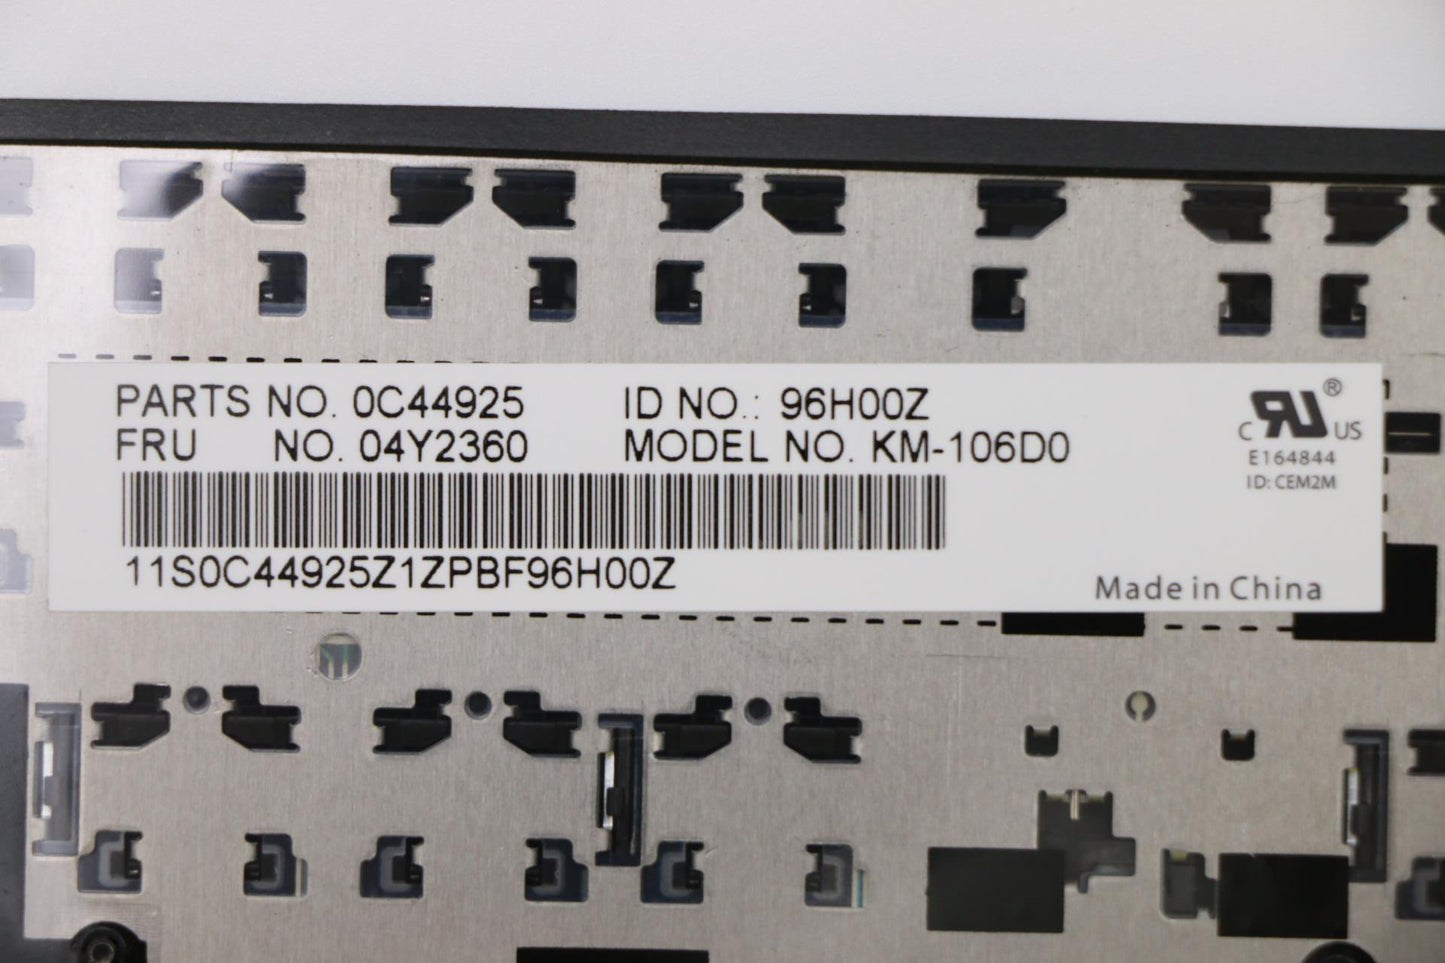 PARTS NO. 0C44925 ID NO.: 96H00Z
FRU NO. 04Y2360 MODEL NO. KM-106D0
11S0C44925Z1ZPBF96H00Z
RU ®
C US
E164844
ID: CEM2M
Made in China